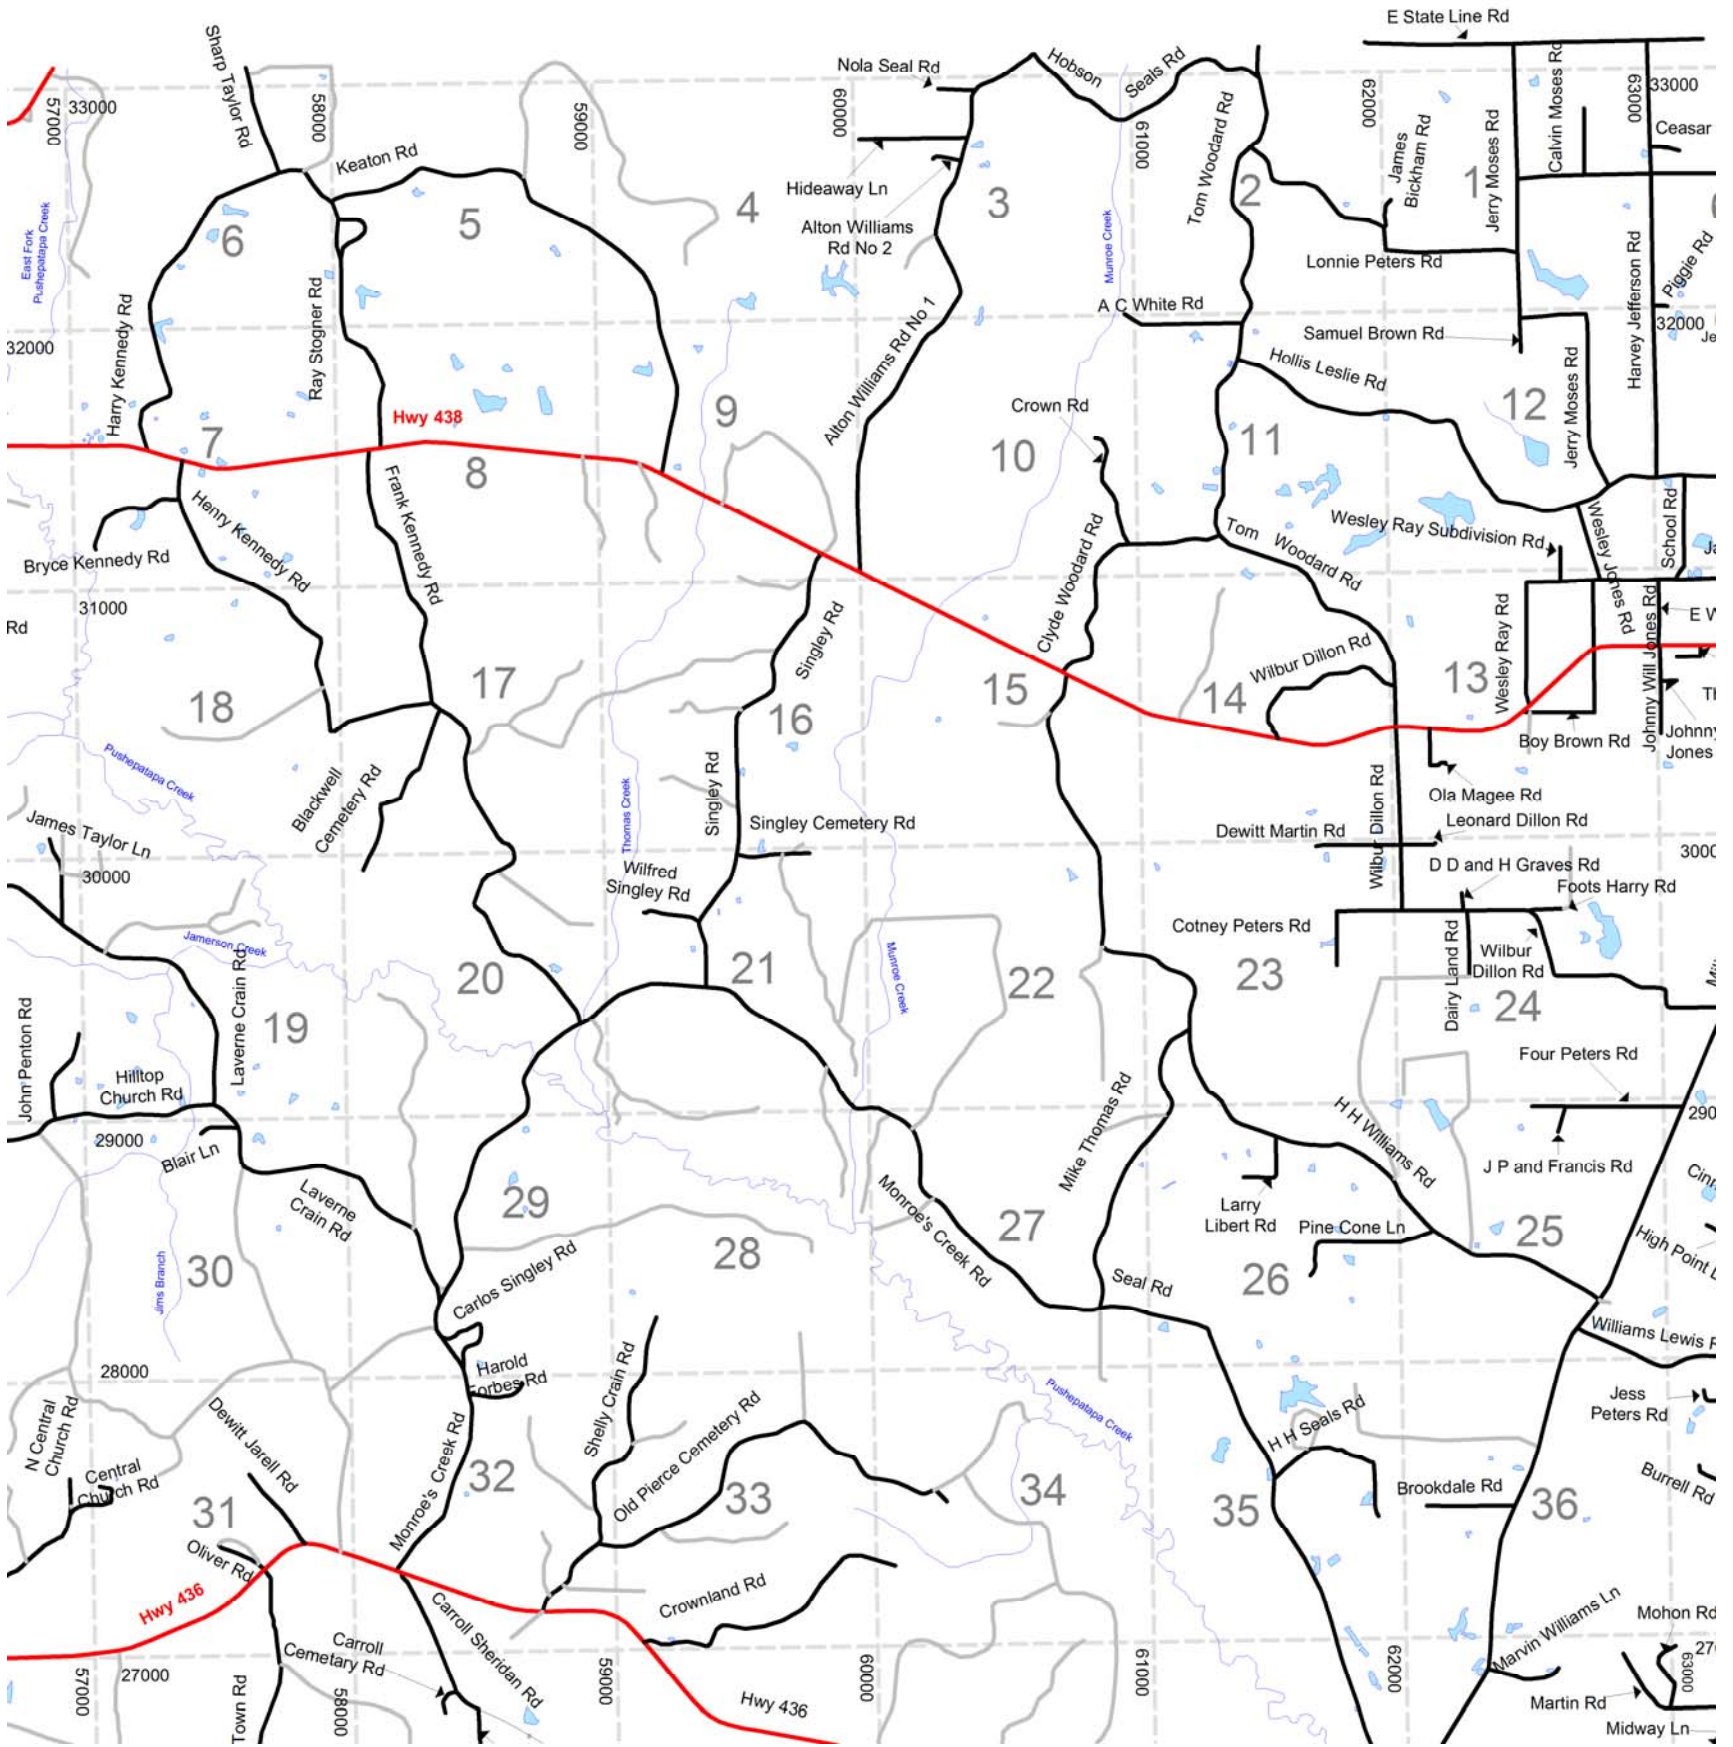 E State Line Rd
Sharp Taylor Rd
Nola Seal Rd
Hobson
Seals Rd
57000
33000
58000
59000
60000
61000
62000
63000
33000
Tom Woodard Rd
James
Bickham Rd
Jerry Moses Rd
Calvin Moses Rd
Ceasar
Keaton Rd
Hideaway Ln
Alton Williams
Rd No 2
East Fork
Pushepatapa Creek
6
5
4
3
2
1
Munroe Creek
Lonnie Peters Rd
Harvey Jefferson Rd
Piggie Rd
Harry Kennedy Rd
Ray Stogner Rd
Alton Williams Rd No 1
A C White Rd
Samuel Brown Rd
32000
32000
Je
Hollis Leslie Rd
Jerry Moses Rd
Hwy 438
Crown Rd
7
8
9
10
11
12
Henry Kennedy Rd
Frank Kennedy Rd
Bryce Kennedy Rd
Clyde Woodard Rd
Tom
Woodard Rd
Wesley Ray Subdivision Rd
Wesley Jones Rd
School Rd
Ja
31000
Rd
Singley Rd
Wilbur Dillon Rd
Wesley Ray Rd
Johnny Will Jones Rd
E W
18
17
16
15
14
13
Th
Boy Brown Rd
Johnny
Jones
Pushepatapa Creek
Blackwell
Cemetery Rd
Thomas Creek
Singley Rd
Wilbur Dillon Rd
Ola Magee Rd
James Taylor Ln
Singley Cemetery Rd
Dewitt Martin Rd
Leonard Dillon Rd
30000
3000
Wilfred
Singley Rd
D D and H Graves Rd
Foots Harry Rd
Cotney Peters Rd
Jamerson Creek
Laverne Crain Rd
Munroe Creek
Dairy Land Rd
Wilbur
Dillon Rd
19
20
21
22
23
24
John Penton Rd
Hilltop
Church Rd
Four Peters Rd
29000
290
Blair Ln
Mike Thomas Rd
H H Williams Rd
J P and Francis Rd
Laverne
Crain Rd
Monroe's Creek Rd
Larry
Libert Rd
Pine Cone Ln
Cinn
High Point L
30
29
28
27
26
25
Jims Branch
Carlos Singley Rd
Seal Rd
Williams Lewis R
28000
Harold
Forbes Rd
Shelly Crain Rd
Old Pierce Cemetery Rd
Pushepatapa Creek
Jess
Peters Rd
N Central
Church Rd
Central
Church Rd
Dewitt Jarell Rd
Monroe's Creek Rd
H H Seals Rd
Brookdale Rd
Burrell Rd
31
32
33
34
35
36
Oliver Rd
Hwy 436
Crownland Rd
Carroll
Cemetary Rd
Carroll Sheridan Rd
Marvin Williams Ln
Mohon Rd
57000
27000
58000
59000
60000
61000
62000
63000
270
Town Rd
Hwy 436
Martin Rd
Midway Ln